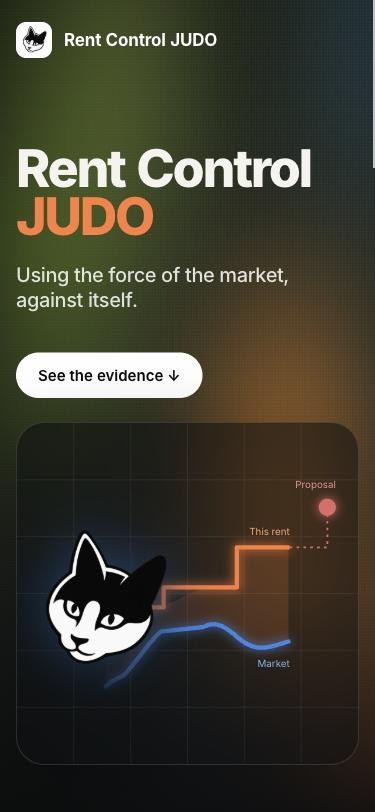 Rent Control JUDO
Rent Control
JUDO
Using the force of the market,
against itself.
See the evidence ↓
Proposal
This rent
Market